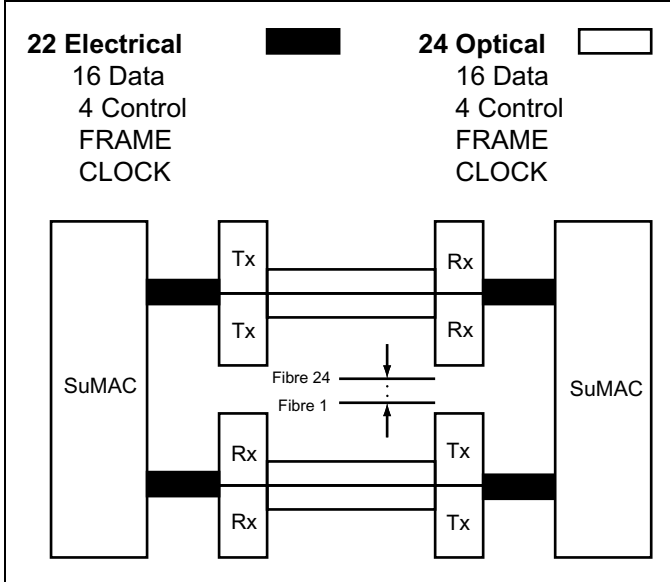 22 Electrical
16 Data
4 Control
FRAME
CLOCK
24 Optical
16 Data
4 Control
FRAME
CLOCK
Tx
Rx
Tx
Rx
SuMAC
Fibre 24
Fibre 1
SuMAC
Rx
Tx
Rx
Tx